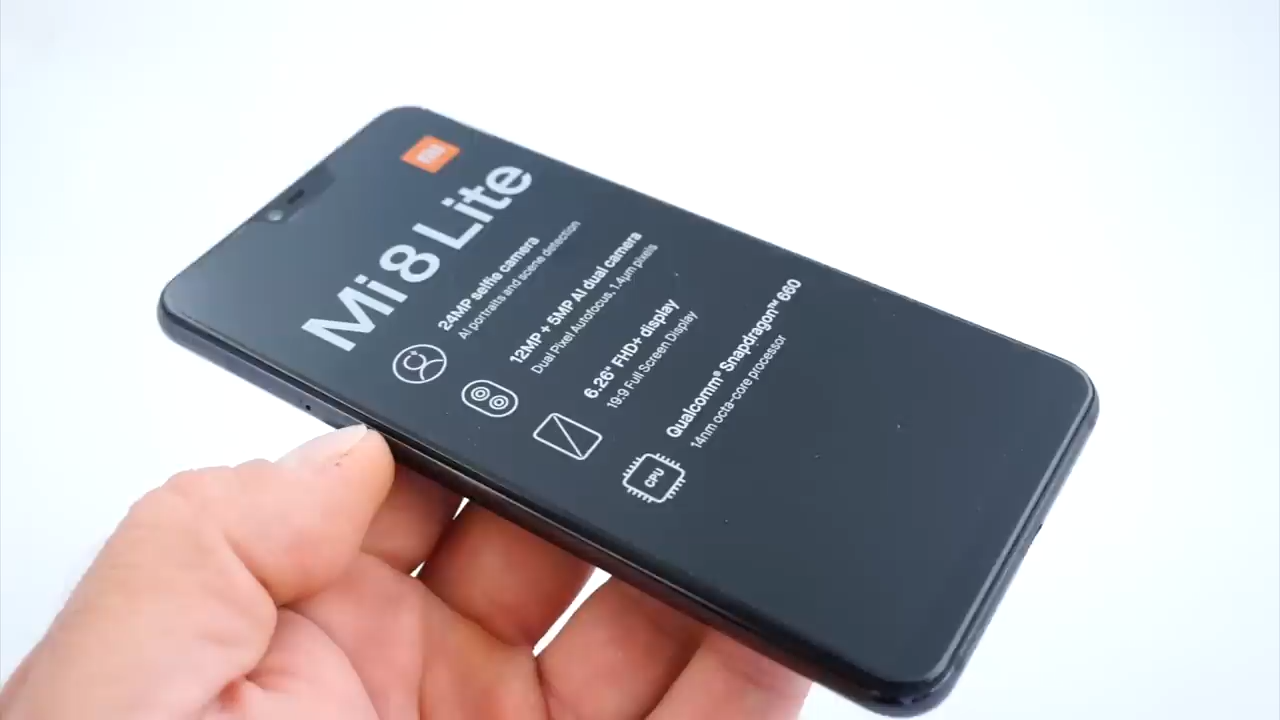 mi
Mi 8 Lite
24MP selfie camera
AI portraits and scene detection
12MP + 5MP AI dual camera
Dual Pixel Autofocus, 1.4μm pixels
6.26" FHD+ display
19:9 Full Screen Display
Qualcomm® Snapdragon™ 660
14nm octa-core processor
CPU